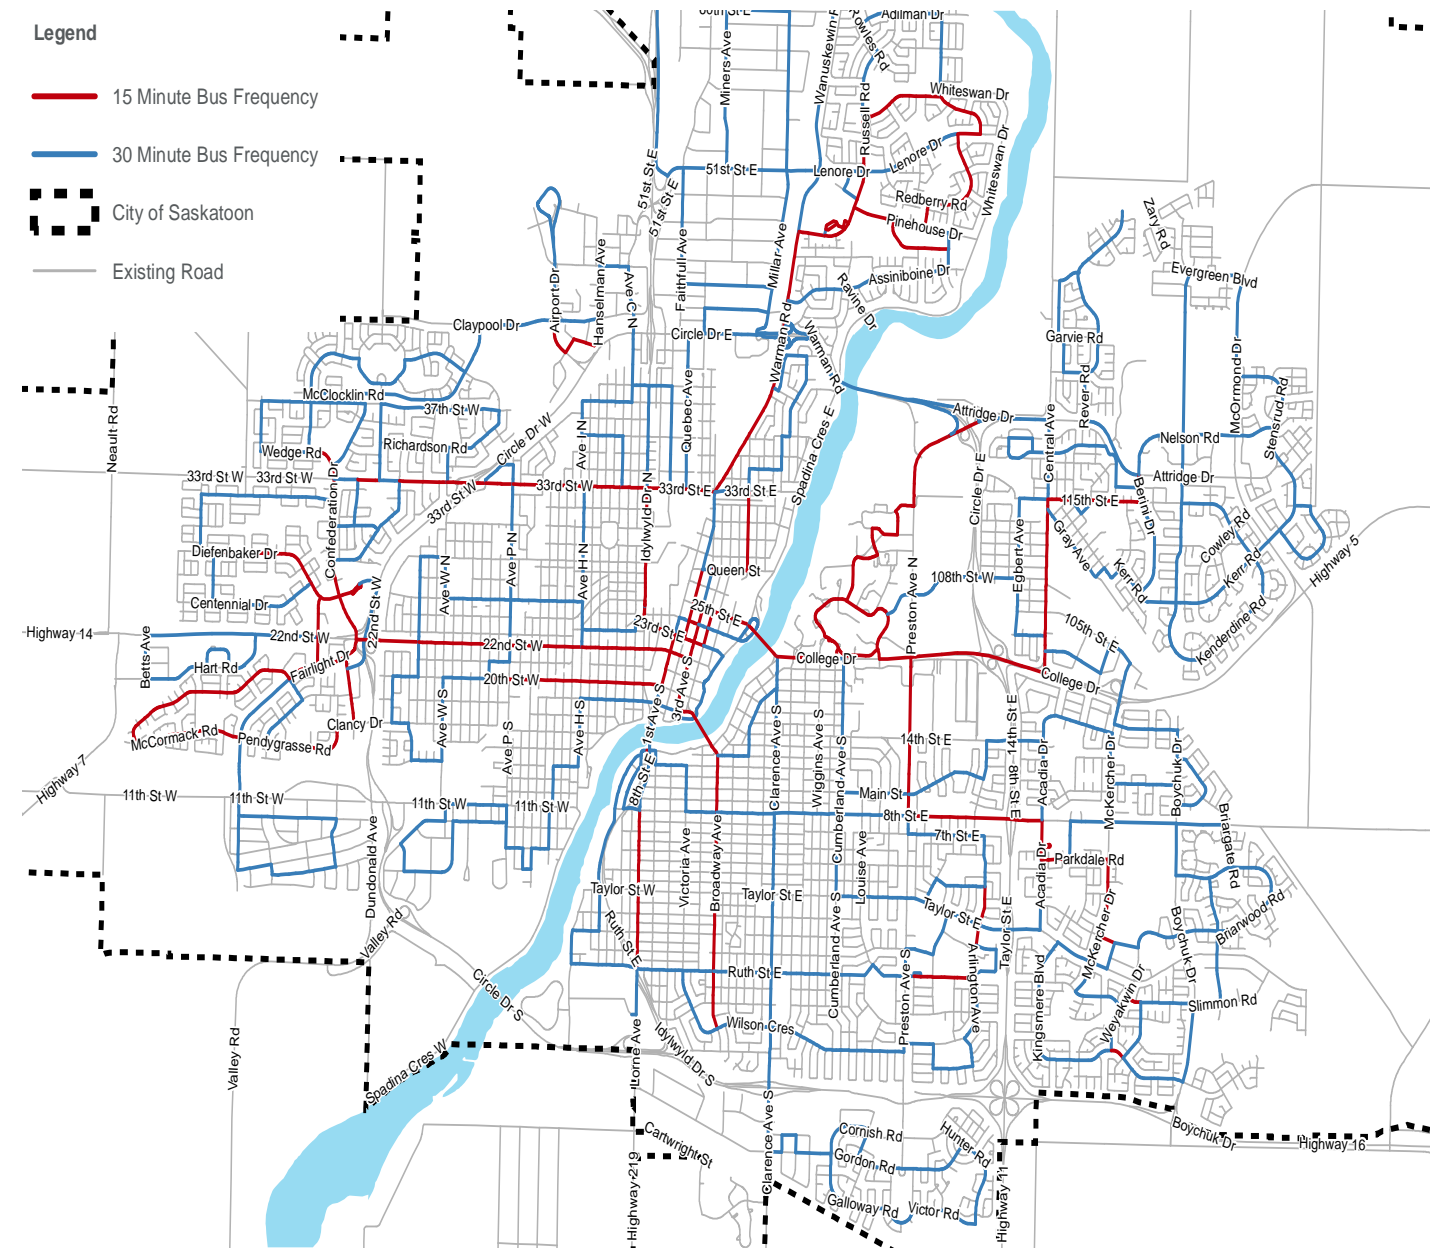 Legend
15 Minute Bus Frequency
30 Minute Bus Frequency
City of Saskatoon
Existing Road
60th St E
Adilman Dr
Rowles Rd
Miners Ave
Whiteswan Dr
Russell Rd
Lenore Dr
51st St E
Lenore Dr
51st St E
51st St E
Whiteswan Dr
Redberry Rd
Pinehouse Dr
Zary Rd
Millar Ave
Faithfull Ave
Assiniboine Dr
Ravine Dr
Evergreen Blvd
Airport Dr
Hanselman Ave
Ave C N
Claypool Dr
Circle Dr E
Warman Rd
Warman Rd
Garvie Rd
McOrmond Dr
Rever Rd
Stensrud Rd
McClocklin Rd
37th St W
Neault Rd
Circle Dr W
Quebec Ave
Spadina Cres E
Attridge Dr
Central Ave
Nelson Rd
Richardson Rd
Wedge Rd
Ave I N
33rd St W
33rd St W
Confederation Dr
33rd St W
33rd St W
33rd St E
33rd St E
Idylwyld Dr N
Circle Dr E
Attridge Dr
115th St E
Berini Dr
Gray Ave
Egbert Ave
Cowley Rd
Kerr Rd
Kerr Rd
Highway 5
Kenderdine Rd
Diefenbaker Dr
Centennial Dr
Ave W N
Ave P N
Ave H N
Queen St
108th St W
Preston Ave N
105th St E
25th St E
23rd St E
Highway 14
Betts Ave
22nd St W
22nd St W
22nd St W
Hart Rd
Fairlight Dr
20th St W
College Dr
College Dr
3rd Ave S
1st Ave S
McCormack Rd
Pendygrasse Rd
Clancy Dr
Ave W S
Ave P S
Ave H S
Clarence Ave S
Wiggins Ave S
Cumberland Ave S
14th St E
14th St E
Acadia Dr
McKercher Dr
Boychuk Dr
Highway 7
11th St W
11th St W
11th St W
11th St W
8th St E
Main St
8th St E
8th St E
7th St E
Briargate Rd
Parkdale Rd
Acadia Dr
Dundonald Ave
Victoria Ave
Broadway Ave
Louise Ave
Taylor St W
Taylor St E
Taylor St E
Taylor St E
McKercher Dr
Boychuk Dr
Briarwood Rd
Valley Rd
Ruth St E
Ruth St E
Cumberland Ave S
Preston Ave S
Arlington Ave
Kingsmere Blvd
Weyakwin Dr
Slimmon Rd
Circle Dr S
Wilson Cres
Idylwyld Dr S
Lorne Ave
Valley Rd
Spadina Cres W
Clarence Ave S
Cartwright St
Cornish Rd
Gordon Rd
Hunter Rd
Galloway Rd
Victor Rd
Highway 219
Highway 11
Boychuk Dr
Highway 16